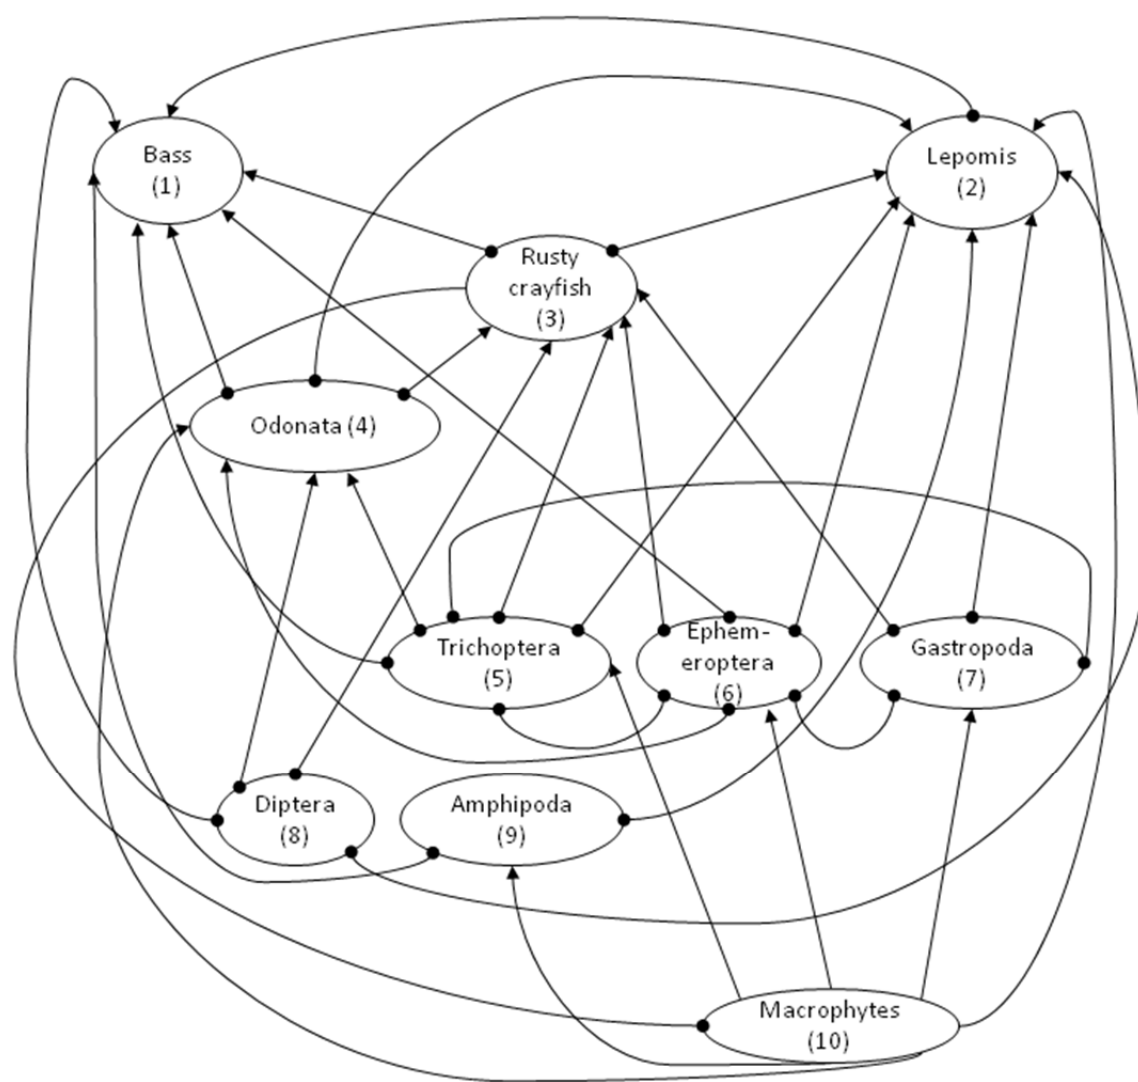 Bass
(1)
Lepomis
(2)
Rusty
crayfish
(3)
Odonata (4)
Trichoptera
(5)
Ephem-
eroptera
(6)
Gastropoda
(7)
Diptera
(8)
Amphipoda
(9)
Macrophytes
(10)